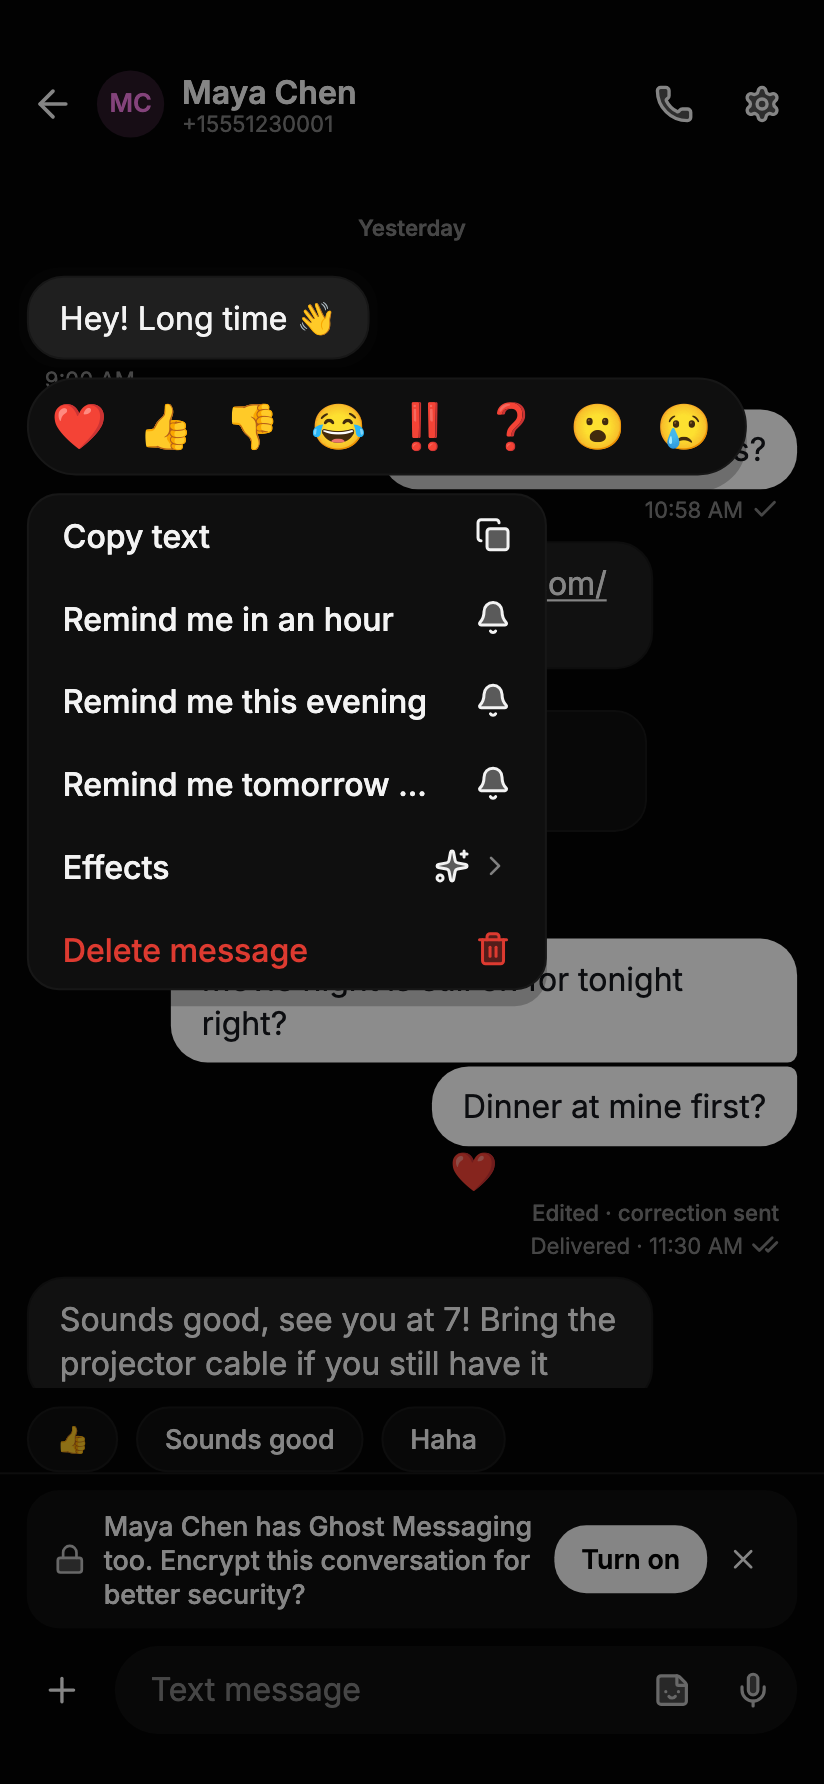 MC
Maya Chen
+15551230001
Yesterday
Hey! Long time 👋
9:00 AM
❤️ 👍 👎 😂 ‼️ ❓ 😮 😢
s?
10:58 AM
Copy text
om/
Remind me in an hour
Remind me this evening
Remind me tomorrow ...
Effects
Delete message
for tonight
right?
Dinner at mine first?
❤️
Edited · correction sent
Delivered · 11:30 AM
Sounds good, see you at 7! Bring the
projector cable if you still have it
👍 Sounds good Haha
Maya Chen has Ghost Messaging
too. Encrypt this conversation for
better security?
Turn on
Text message